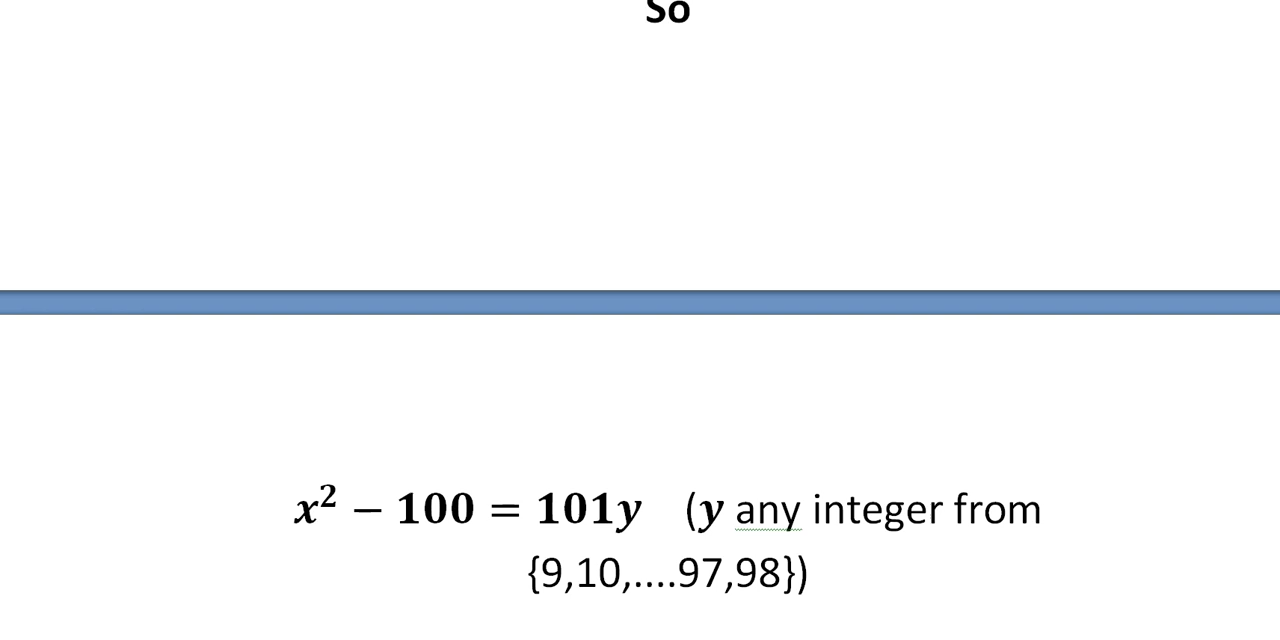 So
x² − 100 = 101y (y any integer from
{9,10,....97,98})